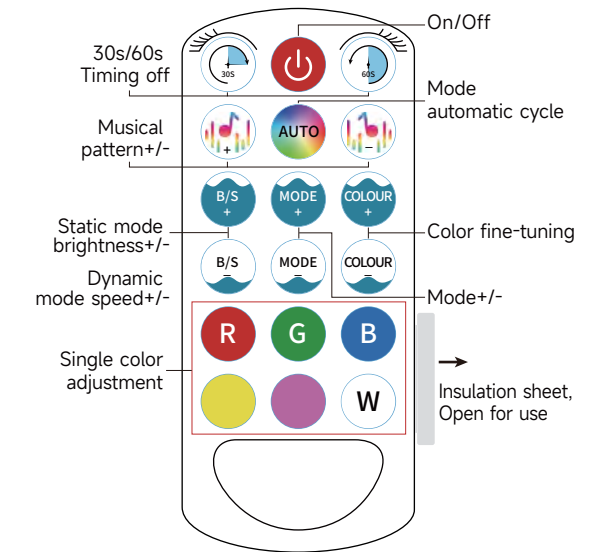 On/Off
30s/60s
Timing off
30S
60S
Mode
automatic cycle
Musical
pattern+/-
+
AUTO
−
B/S
+
MODE
+
COLOUR
+
Static mode
brightness+/-
Color fine-tuning
B/S
−
MODE
−
COLOUR
−
Dynamic
mode speed+/-
Mode+/-
R
G
B
Single color
adjustment
W
Insulation sheet,
Open for use